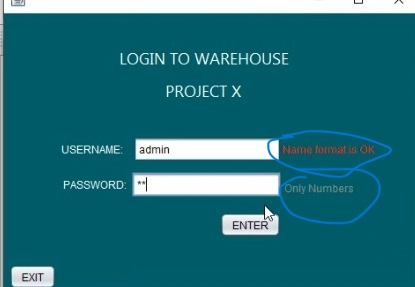 LOGIN TO WAREHOUSE
PROJECT X
USERNAME: admin Name format is OK
PASSWORD: ** Only Numbers
ENTER
EXIT